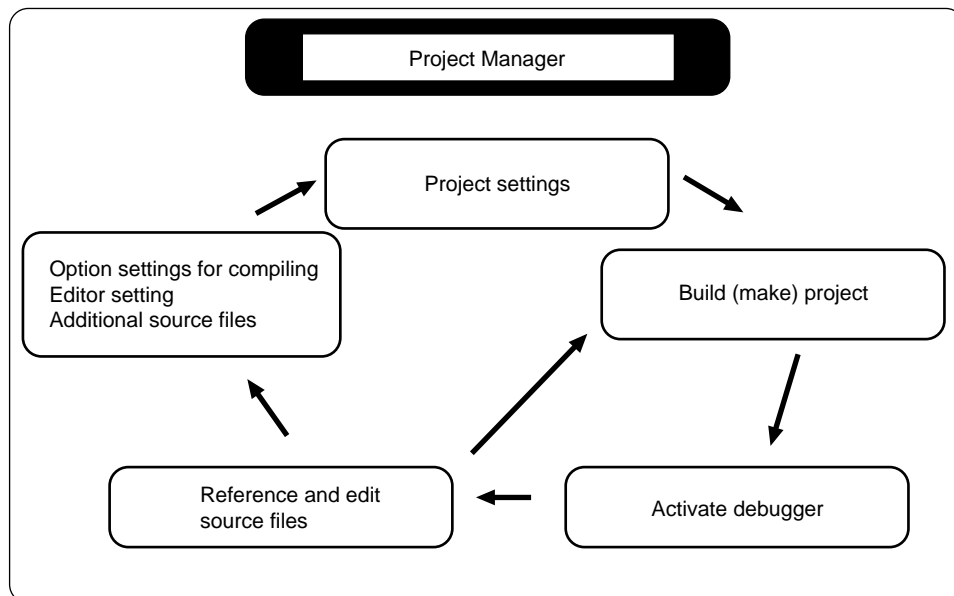 Project Manager
Project settings
Option settings for compiling
Editor setting
Additional source files
Build (make) project
Reference and edit
source files
Activate debugger